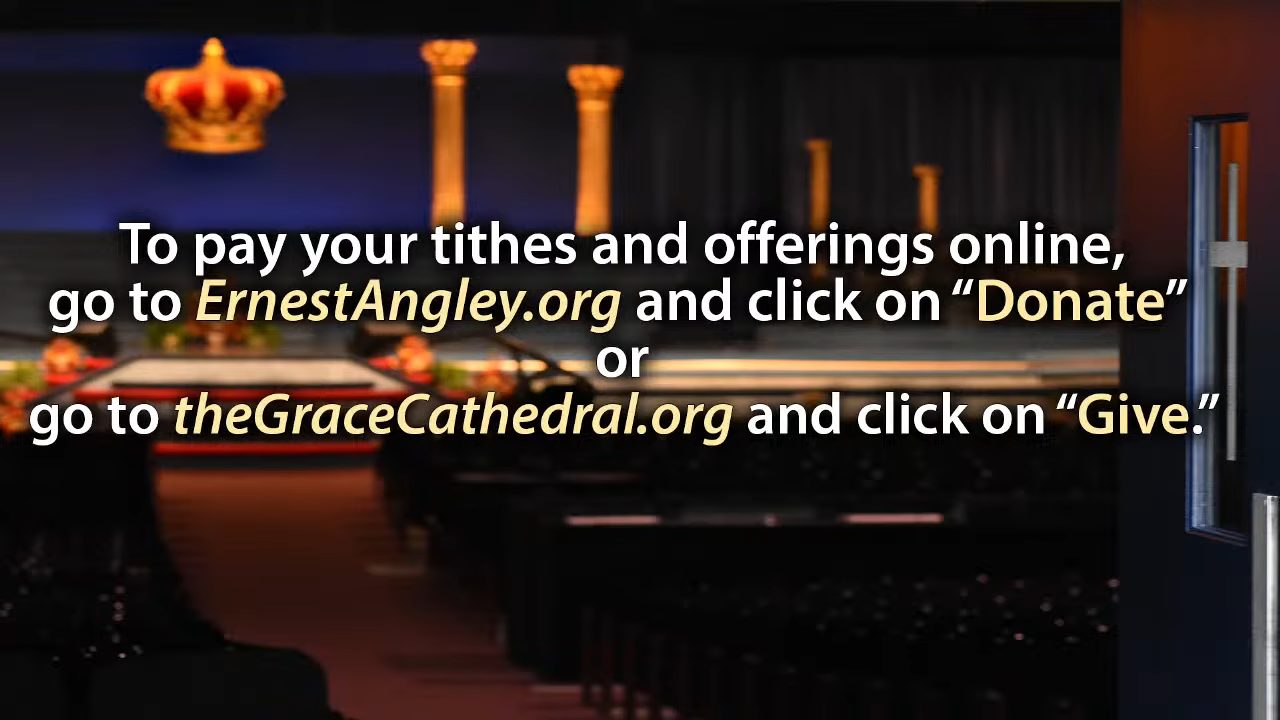 To pay your tithes and offerings online,
go to ErnestAngley.org and click on “Donate”
or
go to theGraceCathedral.org and click on “Give.”